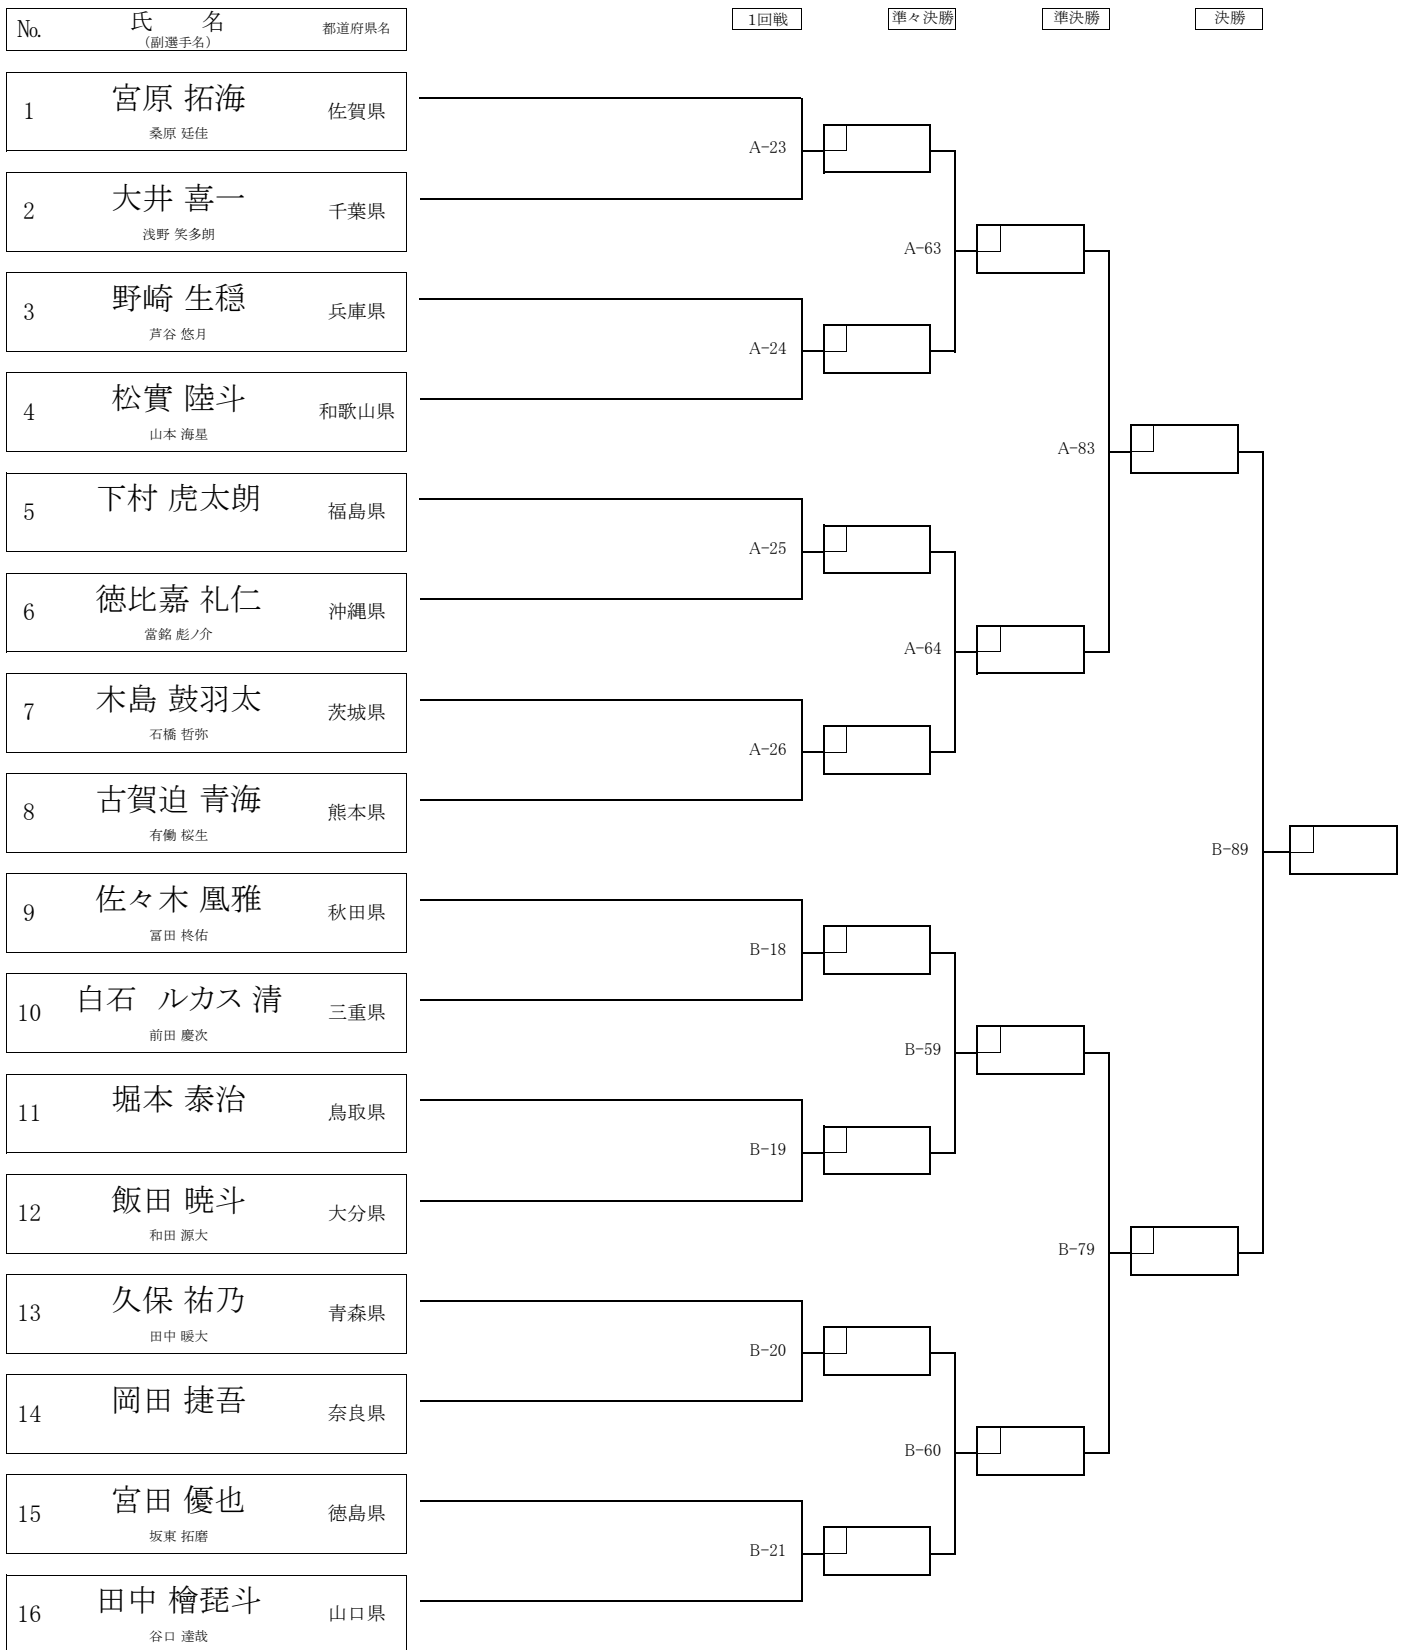 No. 氏 名 都道府県名 1回戦 準々決勝 準決勝 決勝
(副選手名)
1 宮原 拓海 佐賀県
桑原 廷佳
A-23
2 大井 喜一 千葉県
浅野 笑多朗
A-63
3 野崎 生穏 兵庫県
芦谷 悠月
A-24
4 松實 陸斗 和歌山県
山本 海星
A-83
5 下村 虎太朗 福島県
A-25
6 徳比嘉 礼仁 沖縄県
當銘 彪ノ介
A-64
7 木島 鼓羽太 茨城県
石橋 哲弥
A-26
8 古賀迫 青海 熊本県
有働 桜生
B-89
9 佐々木 凰雅 秋田県
冨田 柊佑
B-18
10 白石 ルカス 清 三重県
前田 慶次
B-59
11 堀本 泰治 鳥取県
B-19
12 飯田 暁斗 大分県
和田 源大
B-79
13 久保 祐乃 青森県
田中 暖大
B-20
14 岡田 捷吾 奈良県
B-60
15 宮田 優也 徳島県
坂東 拓磨
B-21
16 田中 檜琵斗 山口県
谷口 達哉